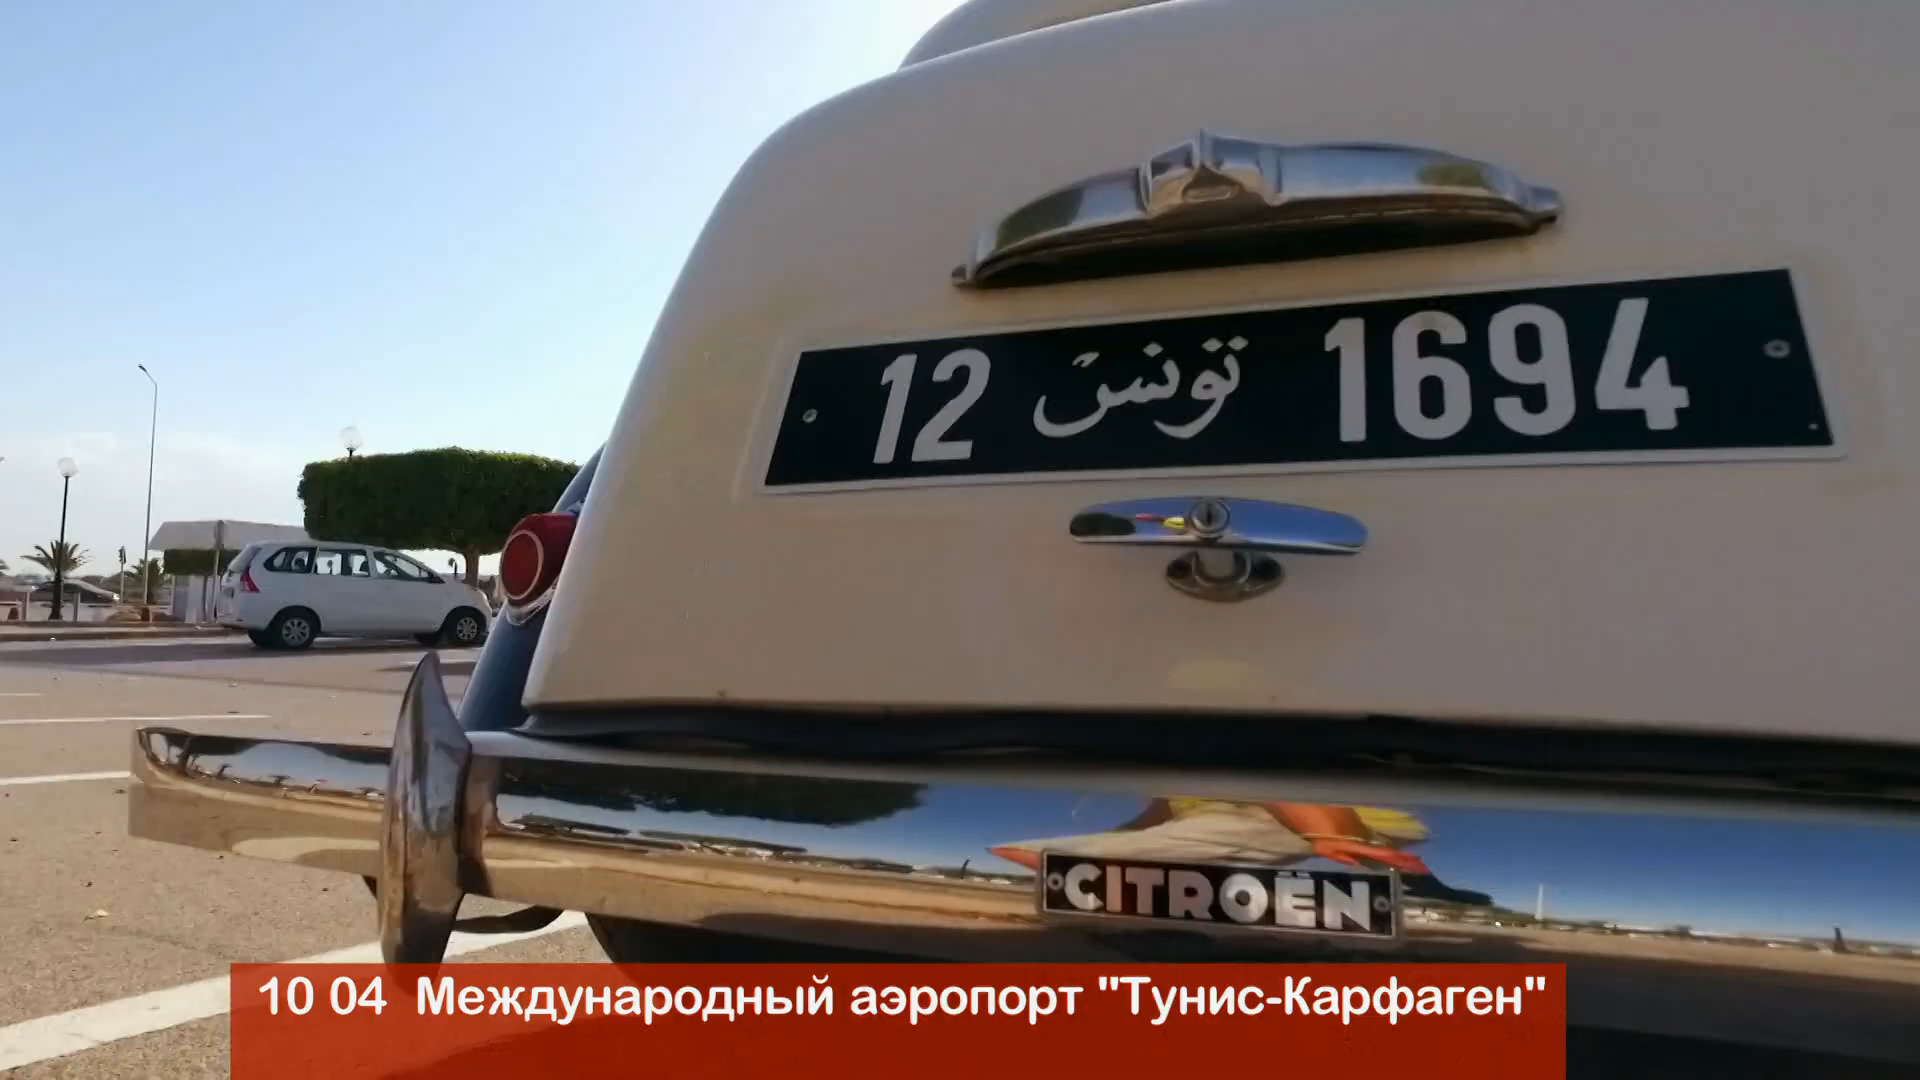 12 تونس 1694
CITROËN
10 04 Международный аэропорт "Тунис-Карфаген"